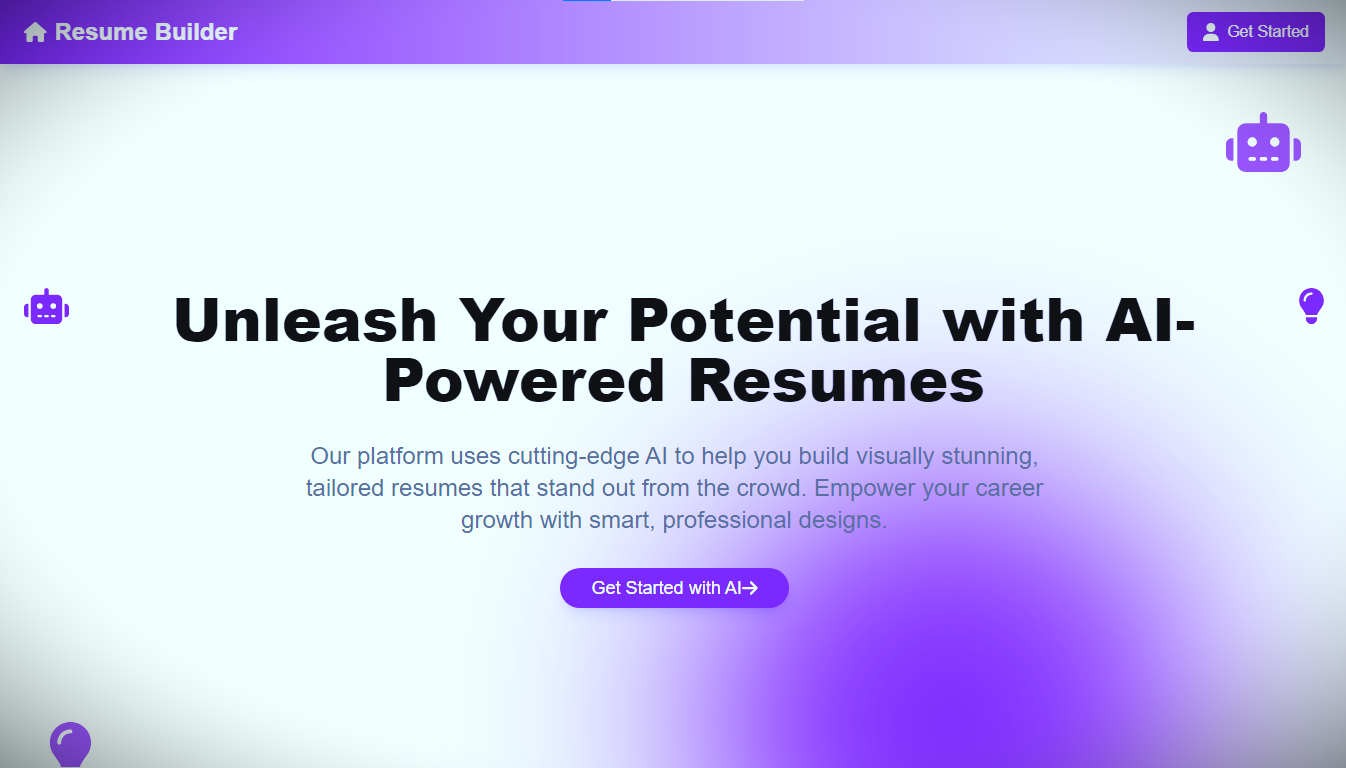 Resume Builder
Get Started
Unleash Your Potential with AI-
Powered Resumes
Our platform uses cutting-edge AI to help you build visually stunning,
tailored resumes that stand out from the crowd. Empower your career
growth with smart, professional designs.
Get Started with AI